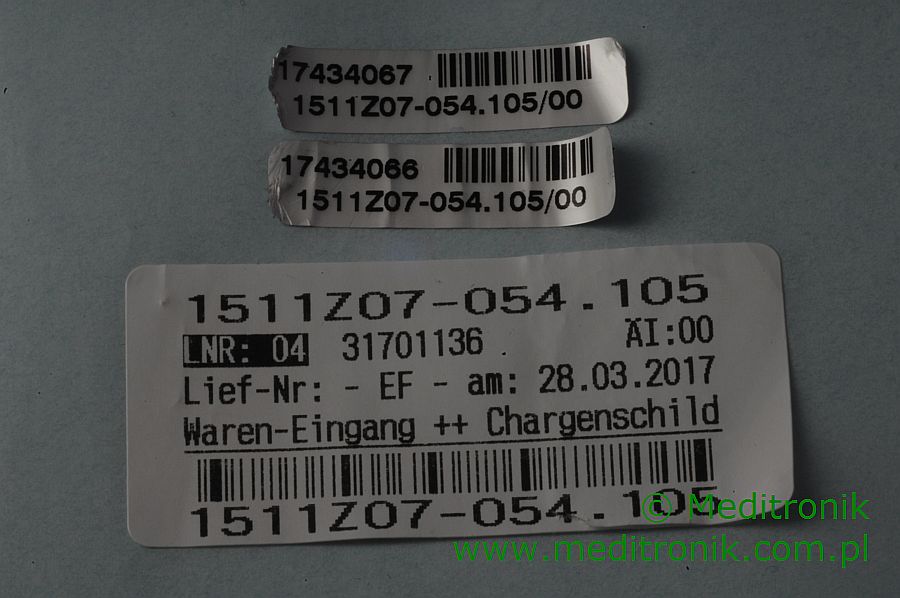 17434067
1511Z07-054.105/00
17434066
1511Z07-054.105/00
1511Z07-054.105
LNR: 04 31701136 . ÄI:00
Lief-Nr: - EF - am: 28.03.2017
Waren-Eingang ++ Chargenschild
1511Z07-054.105
© Meditronik
www.meditronik.com.pl